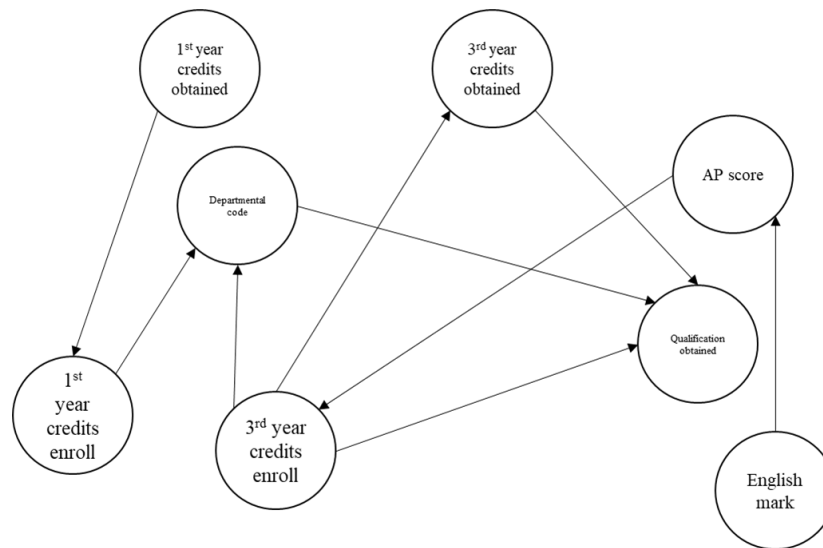 1st year
credits
obtained
3rd year
credits
obtained
AP score
Departmental
code
Qualification
obtained
1st
year
credits
enroll
3rd year
credits
enroll
English
mark